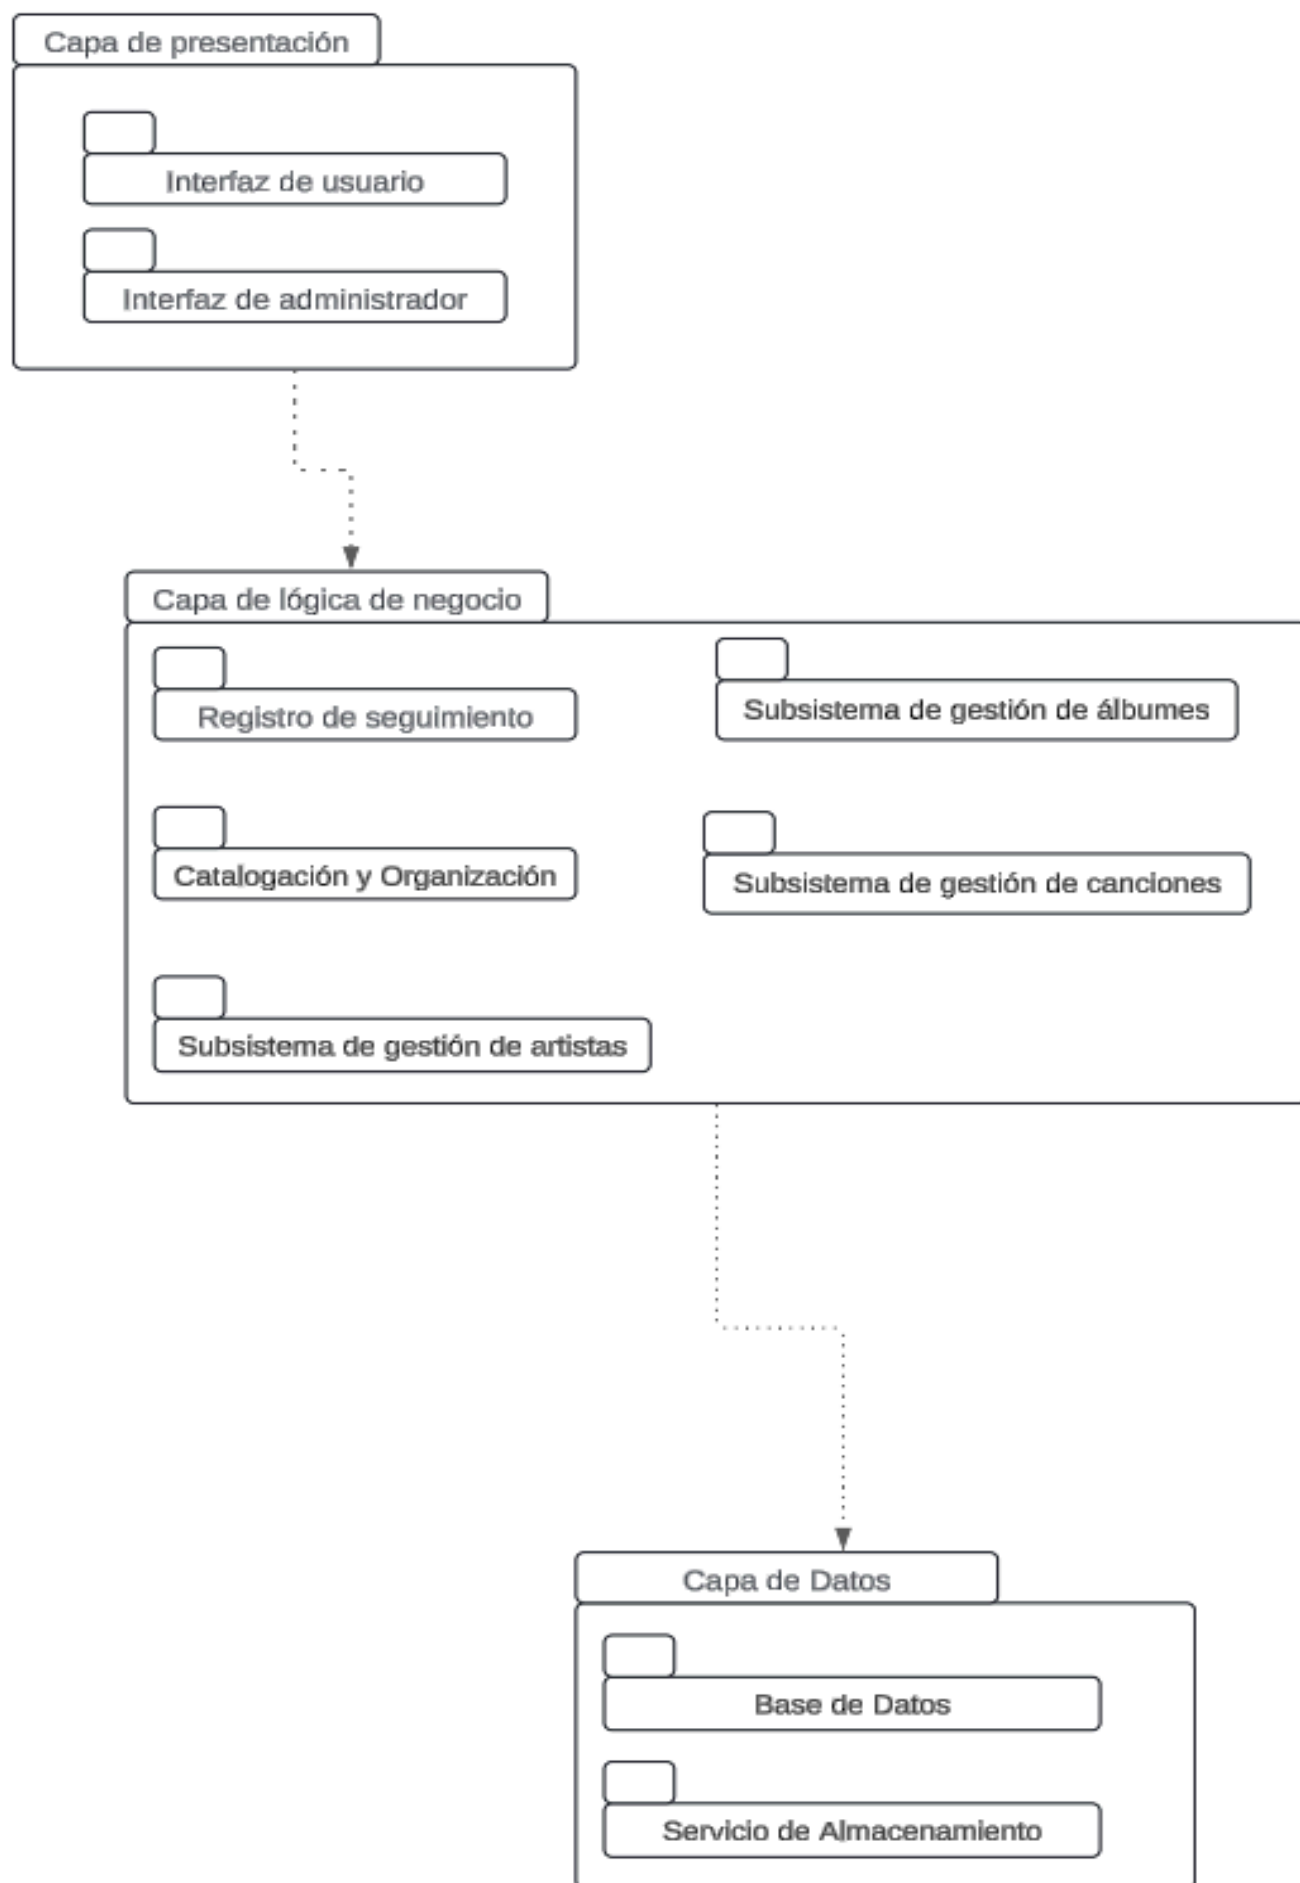 Capa de presentación
Interfaz de usuario
Interfaz de administrador
Capa de lógica de negocio
Registro de seguimiento
Subsistema de gestión de álbumes
Catalogación y Organización
Subsistema de gestión de canciones
Subsistema de gestión de artistas
Capa de Datos
Base de Datos
Servicio de Almacenamiento